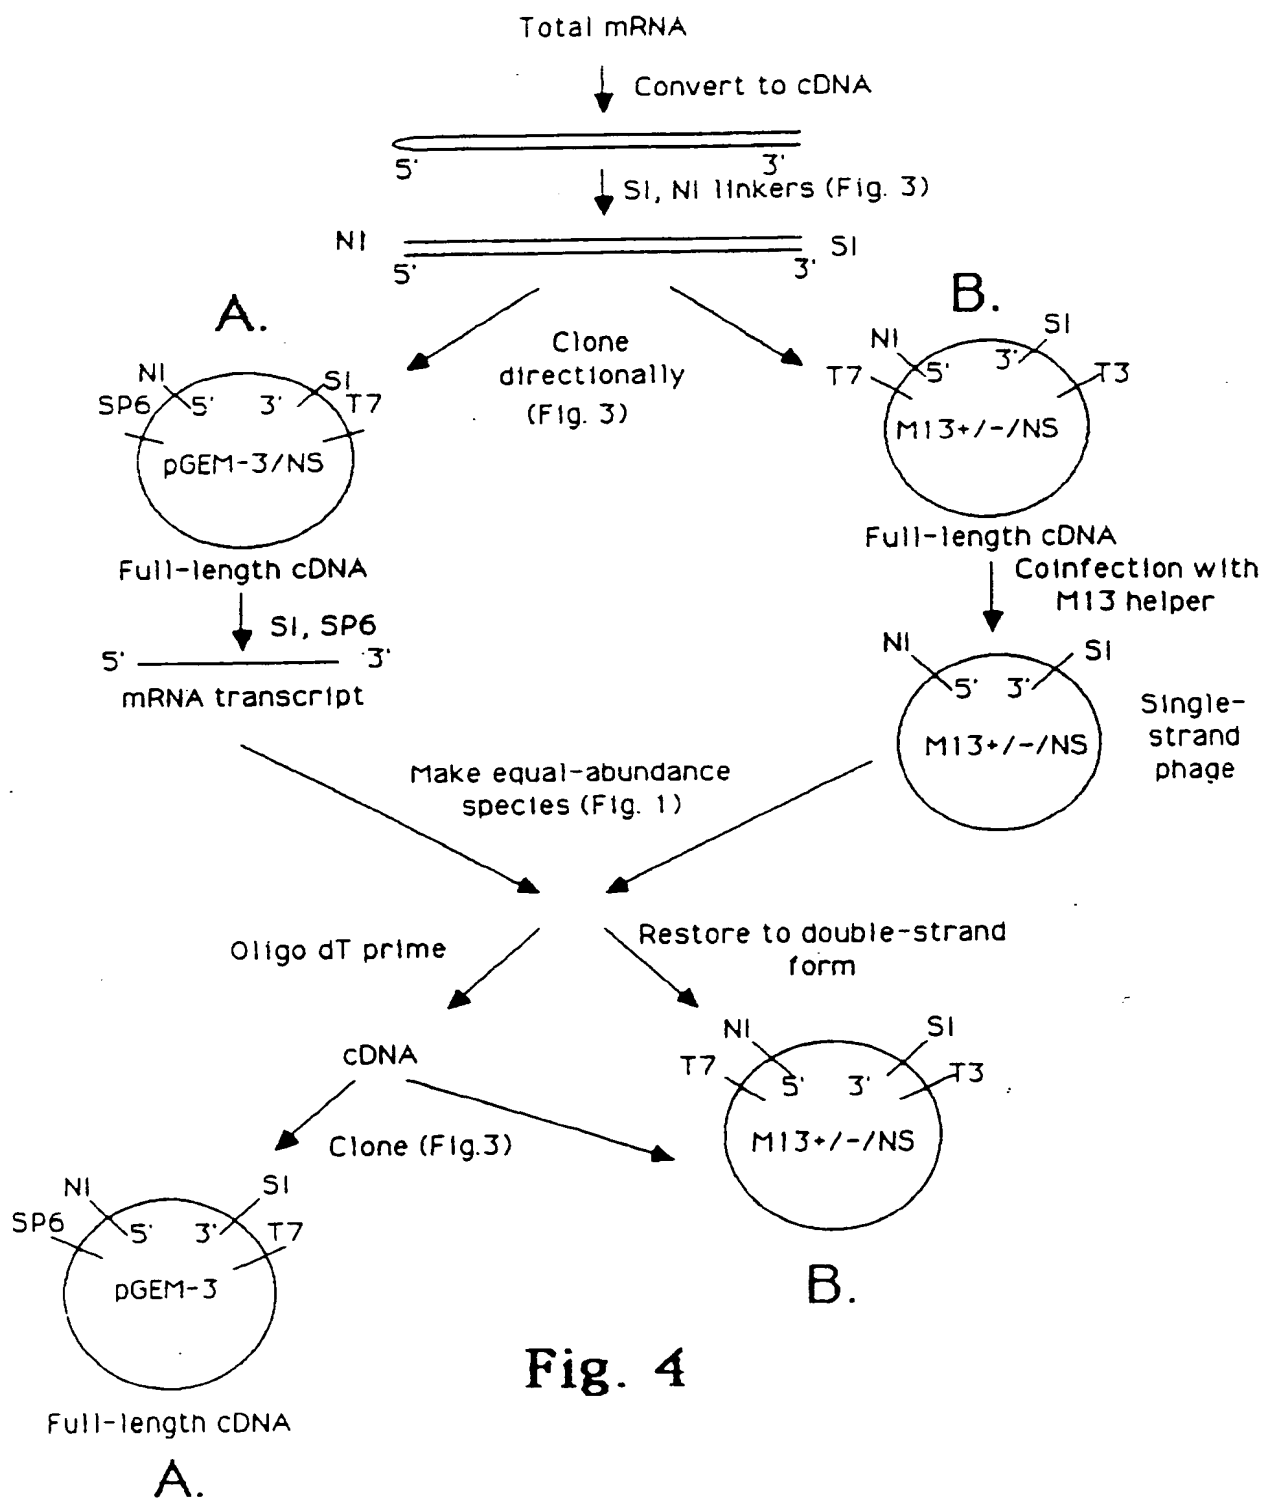 Total mRNA
Convert to cDNA
5' 3'
SI, NI linkers (Fig. 3)
NI SI
5' 3'
A.
B.
Clone
directionally
(Fig. 3)
NI SI
SP6 5' 3' T7
pGEM-3/NS
Full-length cDNA
NI SI
T7 5' 3' T3
M13+/-/NS
Full-length cDNA
SI, SP6
5' 3'
mRNA transcript
Coinfection with
M13 helper
NI SI
5' 3'
M13+/-/NS
Single-
strand
phage
Make equal-abundance
species (Fig. 1)
Oligo dT prime
Restore to double-strand
form
cDNA
Clone (Fig.3)
NI SI
T7 5' 3' T3
M13+/-/NS
B.
NI SI
SP6 5' 3' T7
pGEM-3
Full-length cDNA
A.
Fig. 4